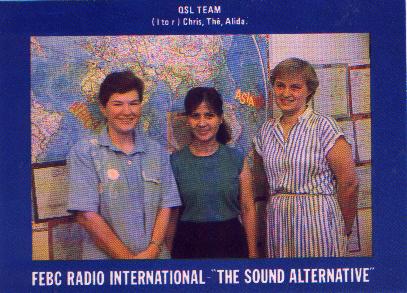 QSL TEAM
(l to r) Chris, Thê, Alida.
ASIA
FEBC RADIO INTERNATIONAL-"THE SOUND ALTERNATIVE"